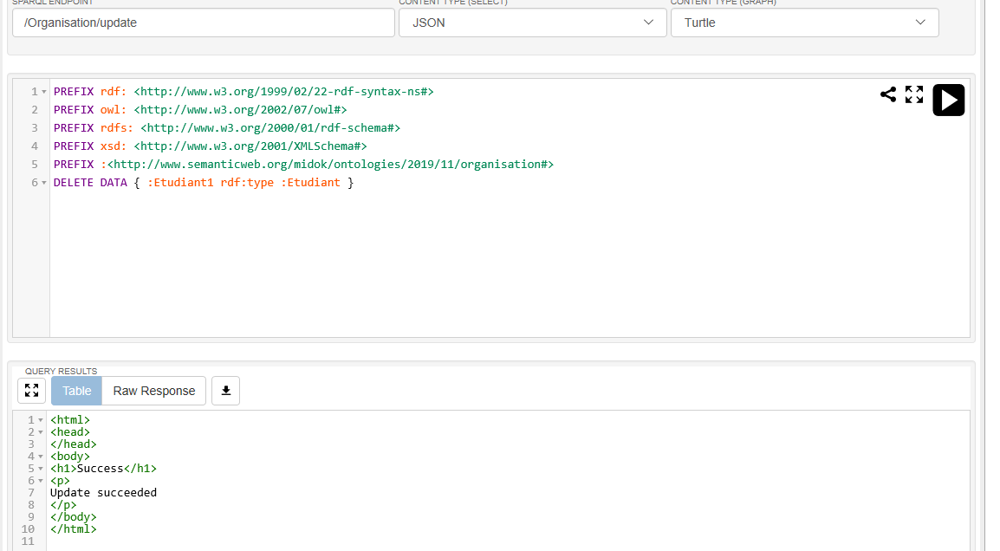 SPARQL ENDPOINT CONTENT TYPE (SELECT) CONTENT TYPE (GRAPH)
/Organisation/update JSON Turtle
1 PREFIX rdf: <http://www.w3.org/1999/02/22-rdf-syntax-ns#>
2 PREFIX owl: <http://www.w3.org/2002/07/owl#>
3 PREFIX rdfs: <http://www.w3.org/2000/01/rdf-schema#>
4 PREFIX xsd: <http://www.w3.org/2001/XMLSchema#>
5 PREFIX :<http://www.semanticweb.org/midok/ontologies/2019/11/organisation#>
6 DELETE DATA { :Etudiant1 rdf:type :Etudiant }
QUERY RESULTS
Table Raw Response
1 <html>
2 <head>
3 </head>
4 <body>
5 <h1>Success</h1>
6 <p>
7 Update succeeded
8 </p>
9 </body>
10 </html>
11